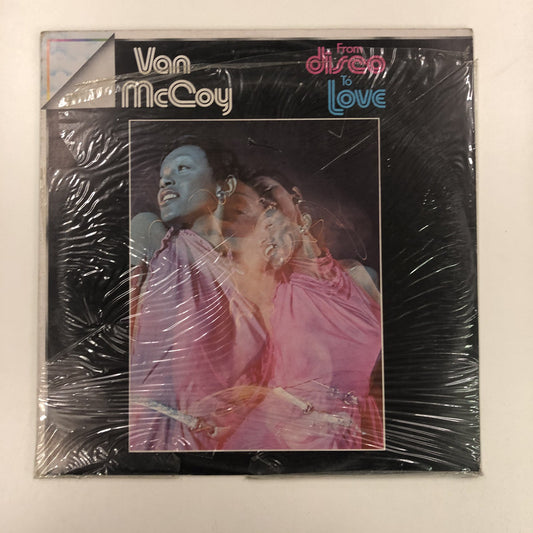 Van
McCoy
From
disco
To
Love